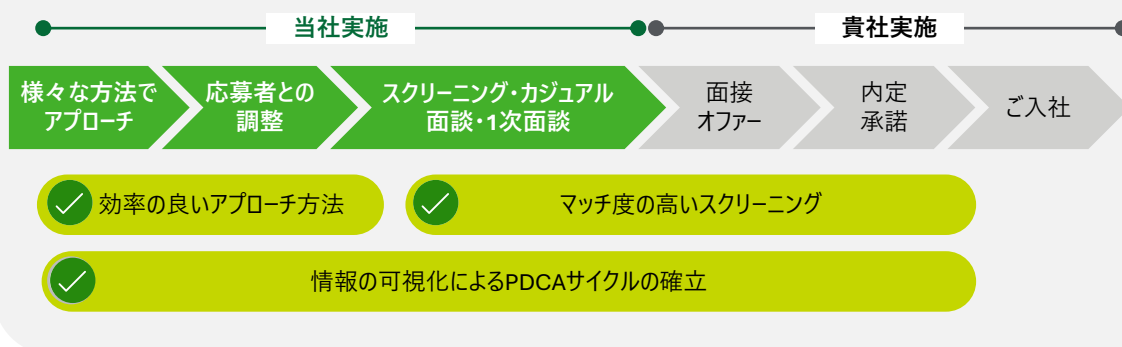 当社実施
貴社実施
様々な方法で
アプローチ
応募者との
調整
スクリーニング・カジュアル
面談・1次面談
面接
オファー
内定
承諾
ご入社
効率の良いアプローチ方法
マッチ度の高いスクリーニング
情報の可視化によるPDCAサイクルの確立